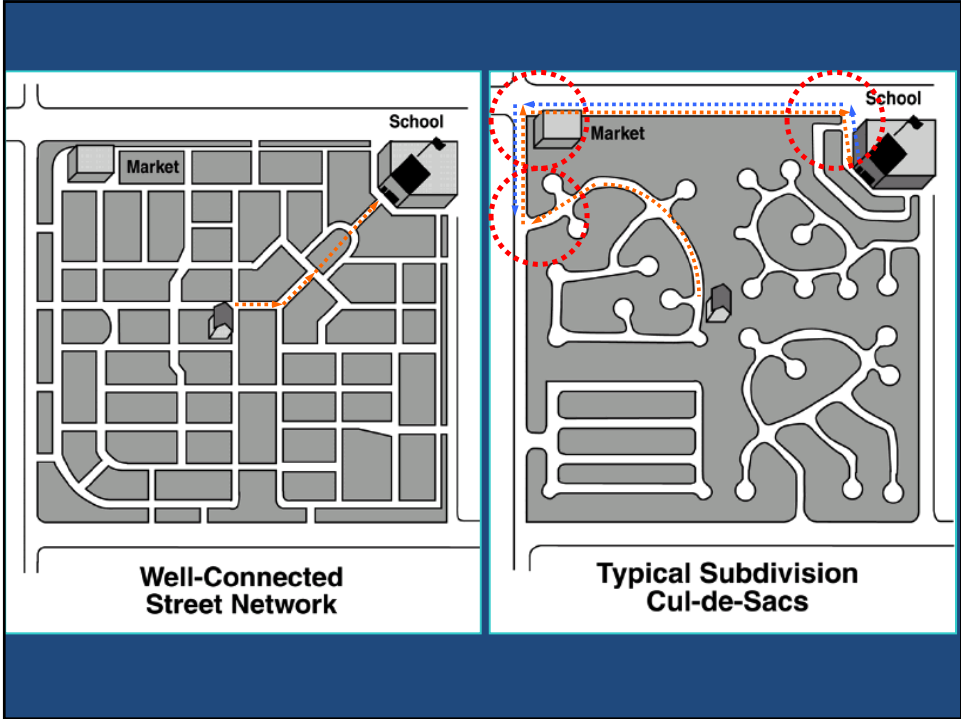 School
Market
Well-Connected
Street Network
School
Market
Typical Subdivision
Cul-de-Sacs